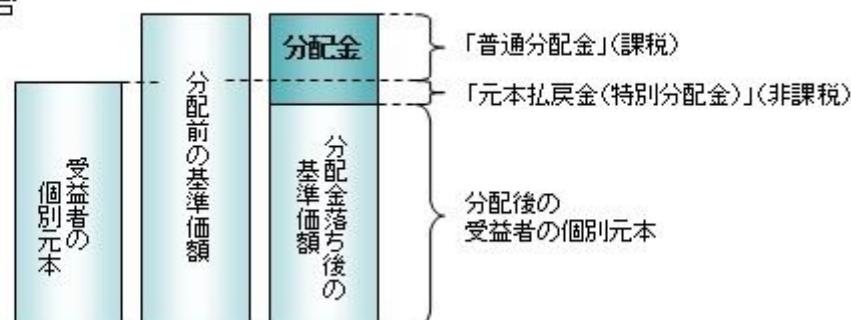 受益者の
個別元本
分配前の基準価額
分配金
分配金落ち後の
基準価額
「普通分配金」(課税)
「元本払戻金(特別分配金)」(非課税)
分配後の
受益者の個別元本